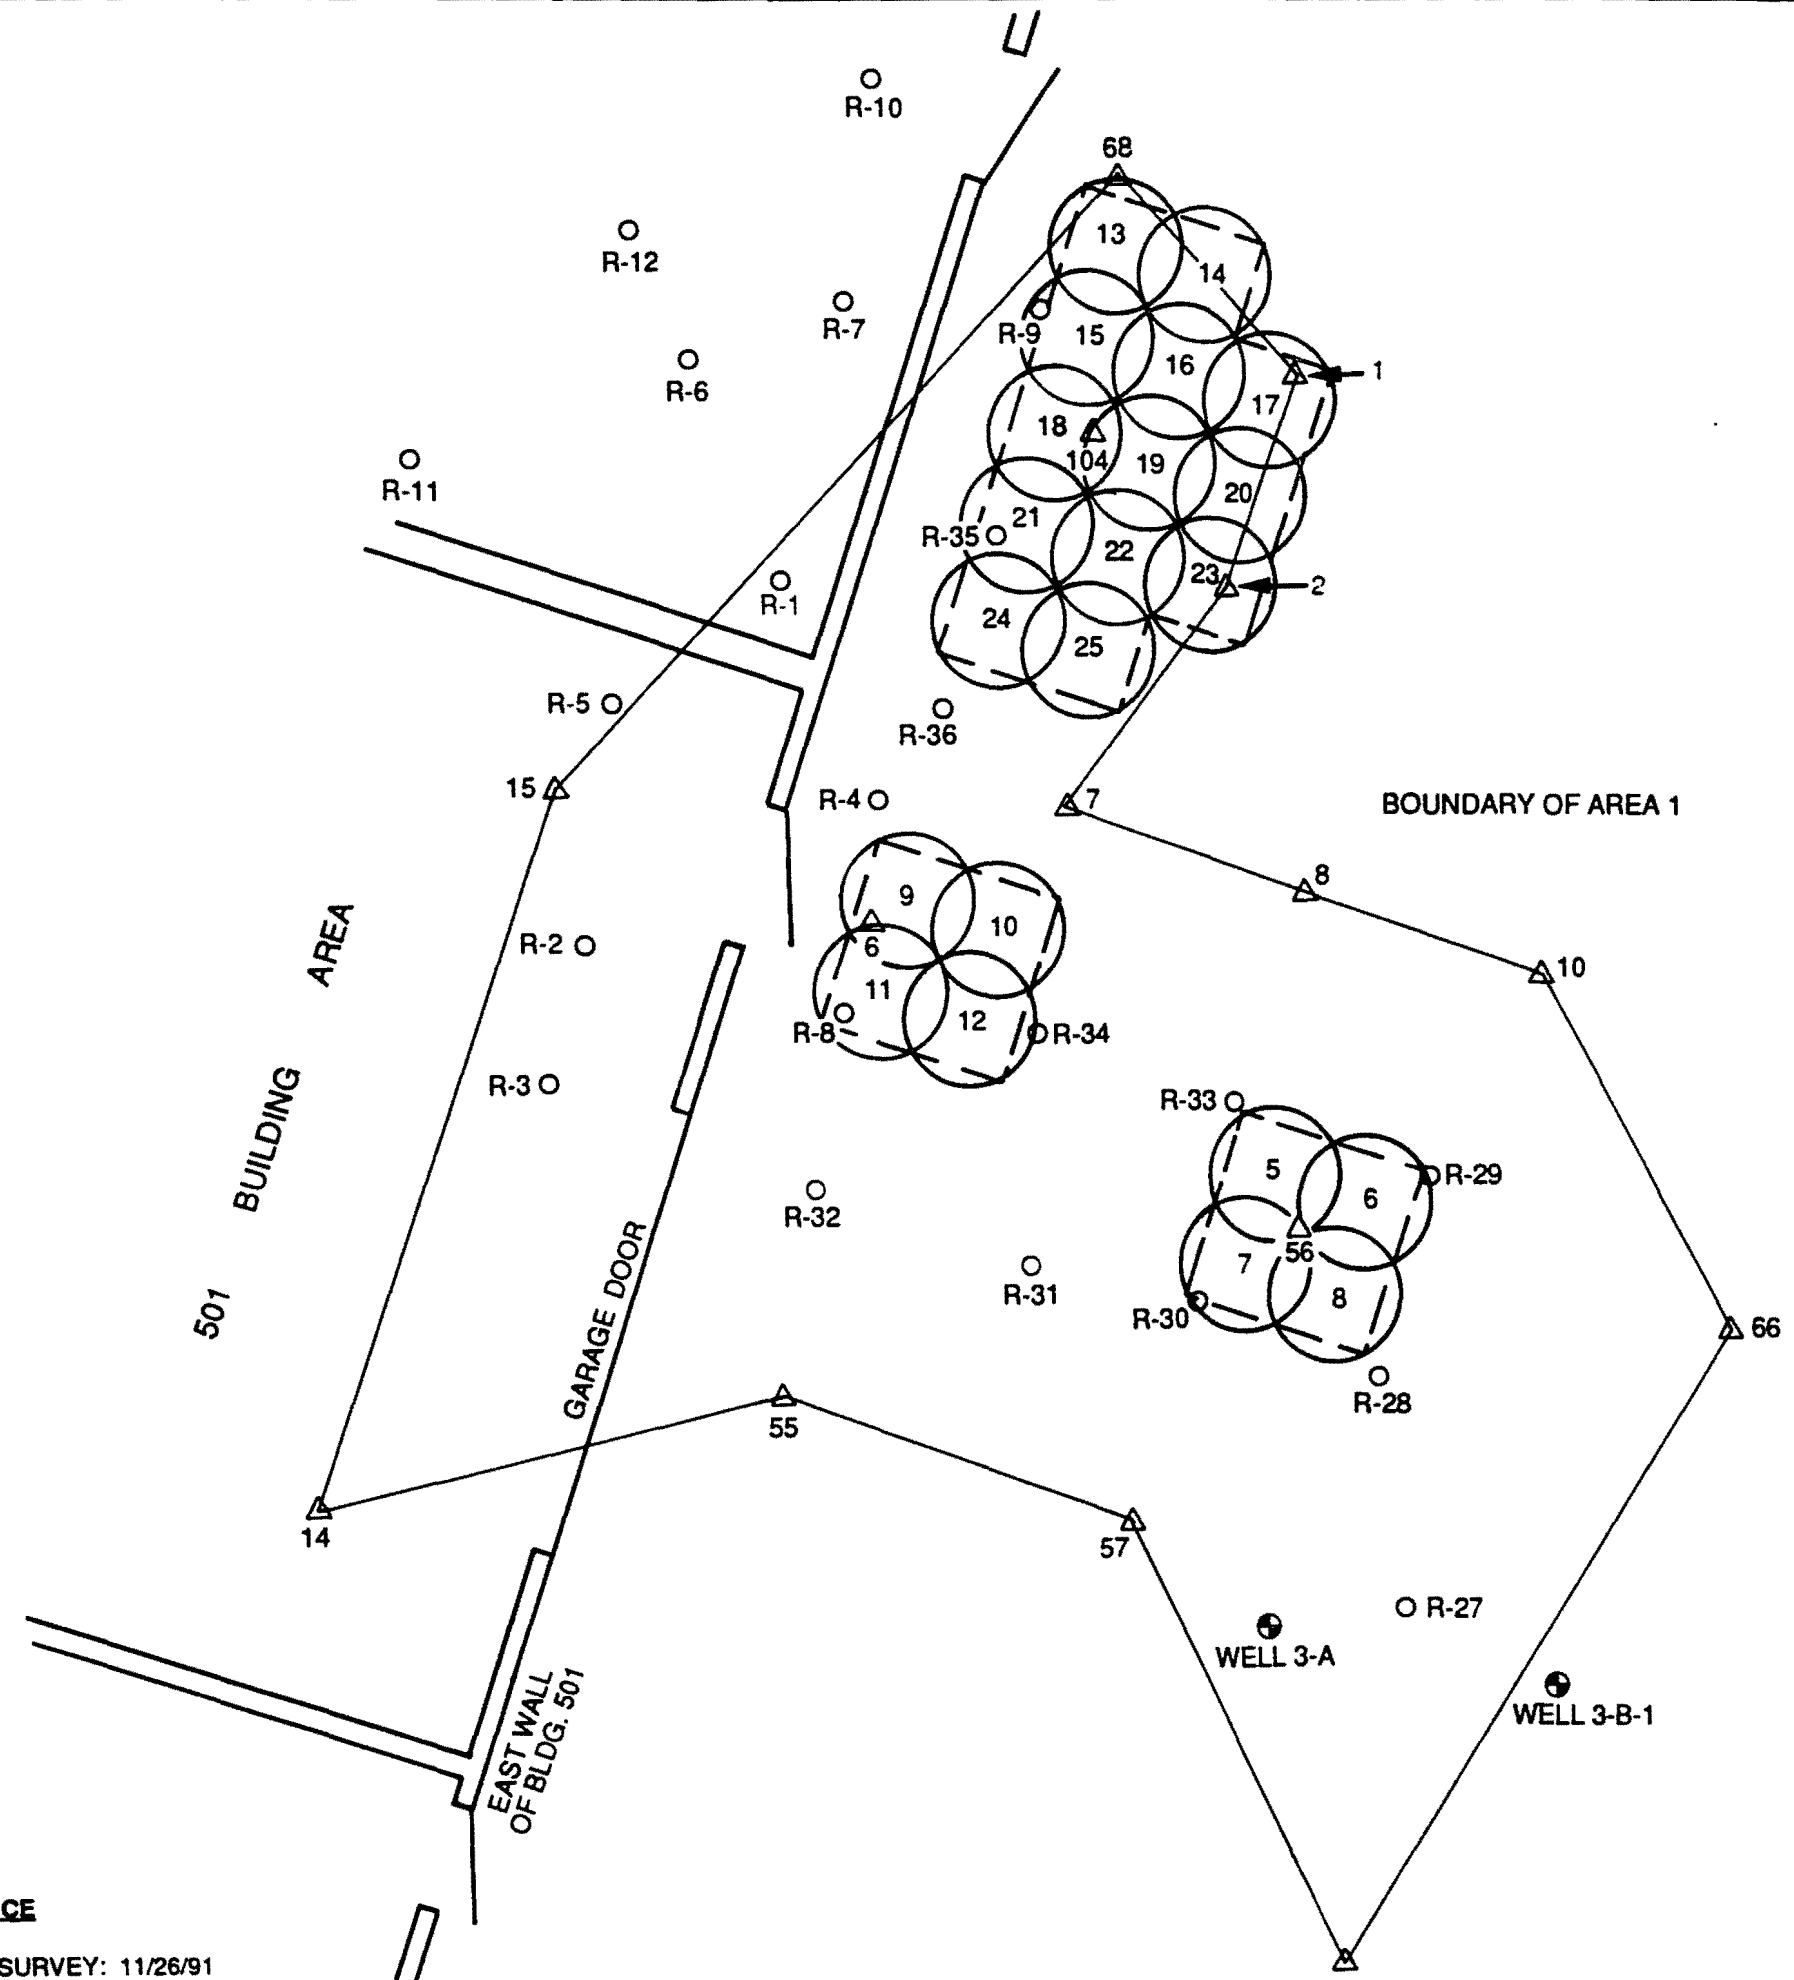 R-10
68
13
R-12
14
R-7
R-9
15
16
1
R-6
17
18
104
19
R-11
20
21
R-35
22
23
2
R-1
24
25
R-5
R-36
15
R-4
7
BOUNDARY OF AREA 1
8
9
10
6
R-2
AREA
10
11
12
R-8
R-34
R-3
R-33
BUILDING
5
R-29
6
R-32
56
7
R-31
8
R-30
501
GARAGE DOOR
66
R-28
55
14
57
R-27
WELL 3-A
EAST WALL
OF BLDG. 501
WELL 3-B-1
CE
SURVEY: 11/26/91